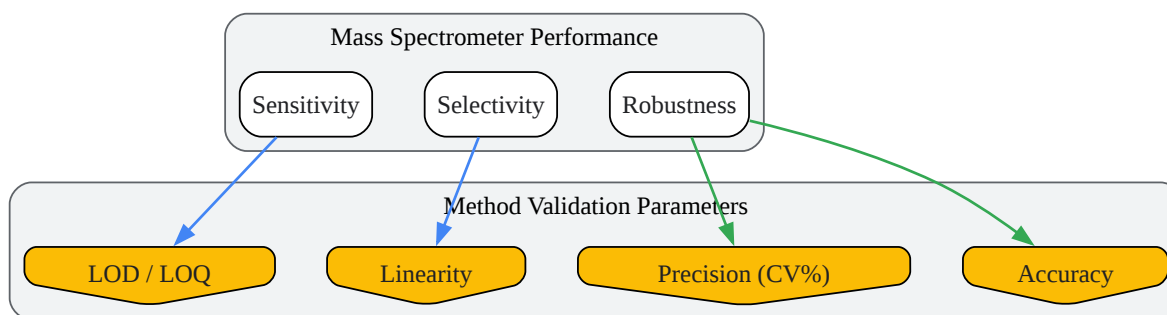 Mass Spectrometer Performance
Sensitivity
Selectivity
Robustness
Method Validation Parameters
LOD / LOQ
Linearity
Precision (CV%)
Accuracy